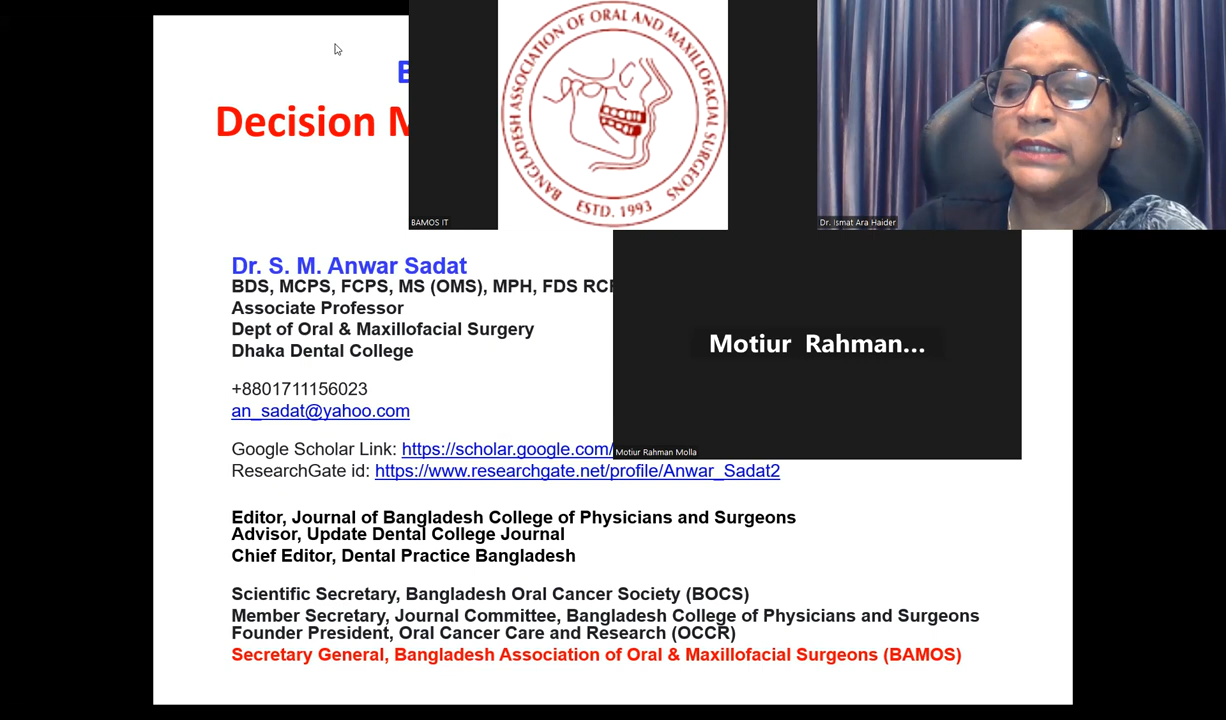 B
Decision M
BANGLADESH ASSOCIATION OF ORAL AND MAXILLOFACIAL SURGEONS
ESTD. 1993
BAMOS IT
Dr. Ismat Ara Haider
Dr. S. M. Anwar Sadat
BDS, MCPS, FCPS, MS (OMS), MPH, FDS RCF
Associate Professor
Dept of Oral & Maxillofacial Surgery
Dhaka Dental College
Motiur Rahman...
+8801711156023
an_sadat@yahoo.com
Google Scholar Link: https://scholar.google.com/
Motiur Rahman Molla
ResearchGate id: https://www.researchgate.net/profile/Anwar_Sadat2
Editor, Journal of Bangladesh College of Physicians and Surgeons
Advisor, Update Dental College Journal
Chief Editor, Dental Practice Bangladesh
Scientific Secretary, Bangladesh Oral Cancer Society (BOCS)
Member Secretary, Journal Committee, Bangladesh College of Physicians and Surgeons
Founder President, Oral Cancer Care and Research (OCCR)
Secretary General, Bangladesh Association of Oral & Maxillofacial Surgeons (BAMOS)